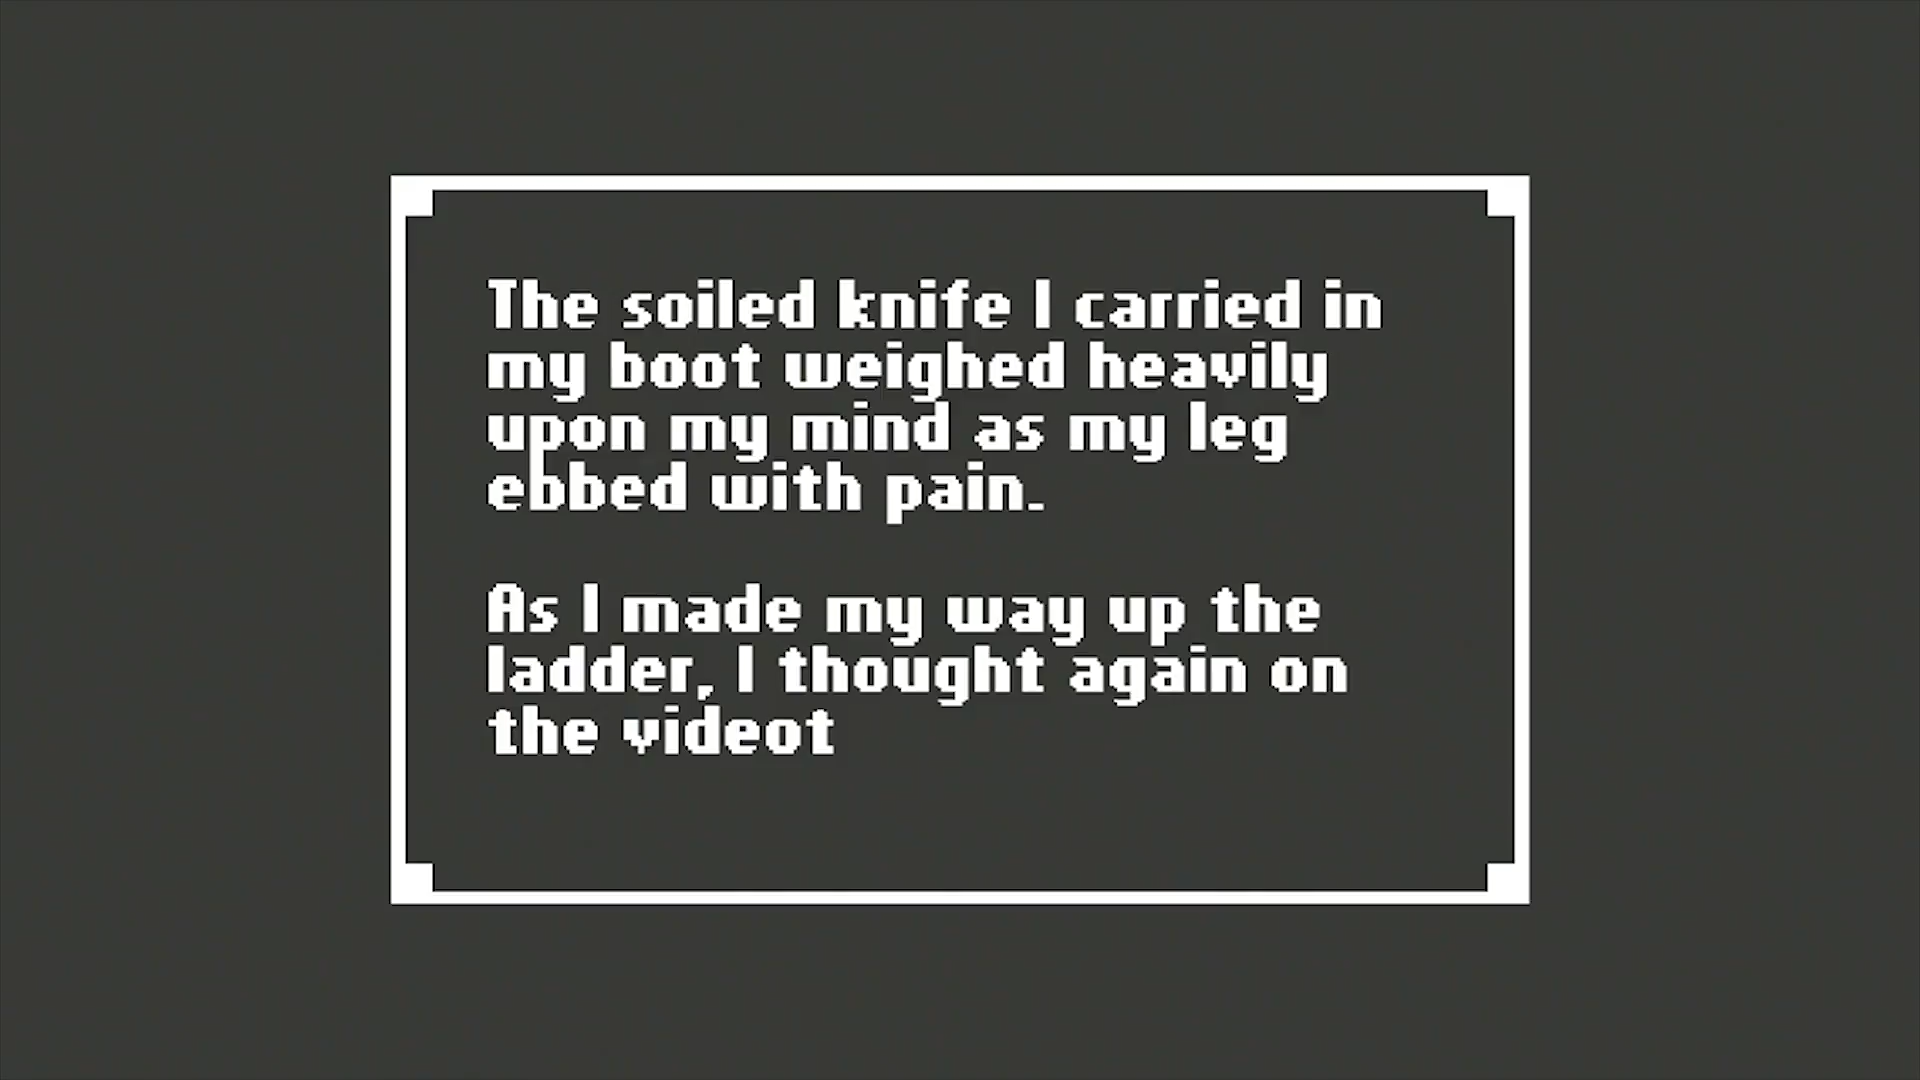 The soiled knife I carried in
my boot weighed heavily
upon my mind as my leg
ebbed with pain.
As I made my way up the
ladder, I thought again on
the videot